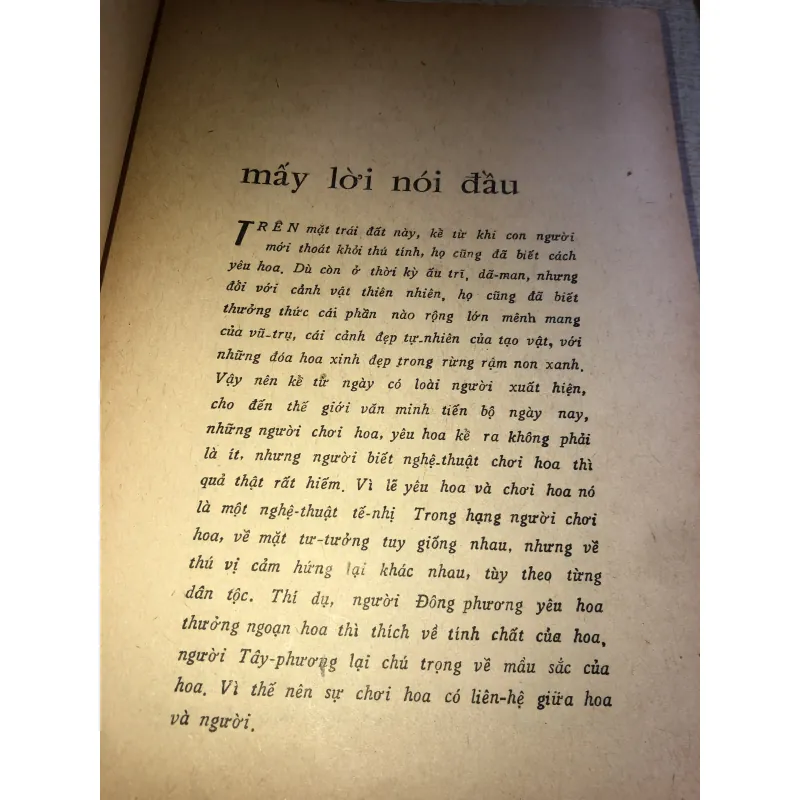 mấy lời nói đầu
TRÊN mặt trái đất này, kể từ khi con người
mới thoát khỏi thú tính, họ cũng đã biết cách
yêu hoa. Dù còn ở thời kỳ ấu trĩ, dã-man, nhưng
đối với cảnh vật thiên nhiên, họ cũng đã biết
thưởng thức cái phần nào rộng lớn mênh mang
của vũ-trụ, cái cảnh đẹp tự-nhiên của tạo vật, với
những đóa hoa xinh đẹp trong rừng rậm non xanh.
Vậy nên kể từ ngày có loài người xuất hiện,
cho đến thế giới văn minh tiến bộ ngày nay,
những người chơi hoa, yêu hoa kể ra không phải
là ít, nhưng người biết nghệ-thuật chơi hoa thì
quả thật rất hiếm. Vì lẽ yêu hoa và chơi hoa nó
là một nghệ-thuật tế-nhị Trong hạng người chơi
hoa, về mặt tư-tưởng tuy giống nhau, nhưng về
thú vị cảm hứng lại khác nhau, tùy theo từng
dân tộc. Thí dụ, người Đông phương yêu hoa
thưởng ngoạn hoa thì thích về tính chất của hoa,
người Tây-phương lại chú trọng về mầu sắc của
hoa. Vì thế nên sự chơi hoa có liên-hệ giữa hoa
và người.